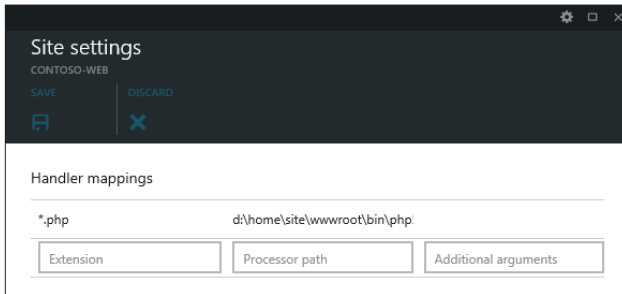 Site settings
CONTOSO-WEB
SAVE DISCARD
Handler mappings
*.php d:\home\site\wwwroot\bin\php
Extension Processor path Additional arguments